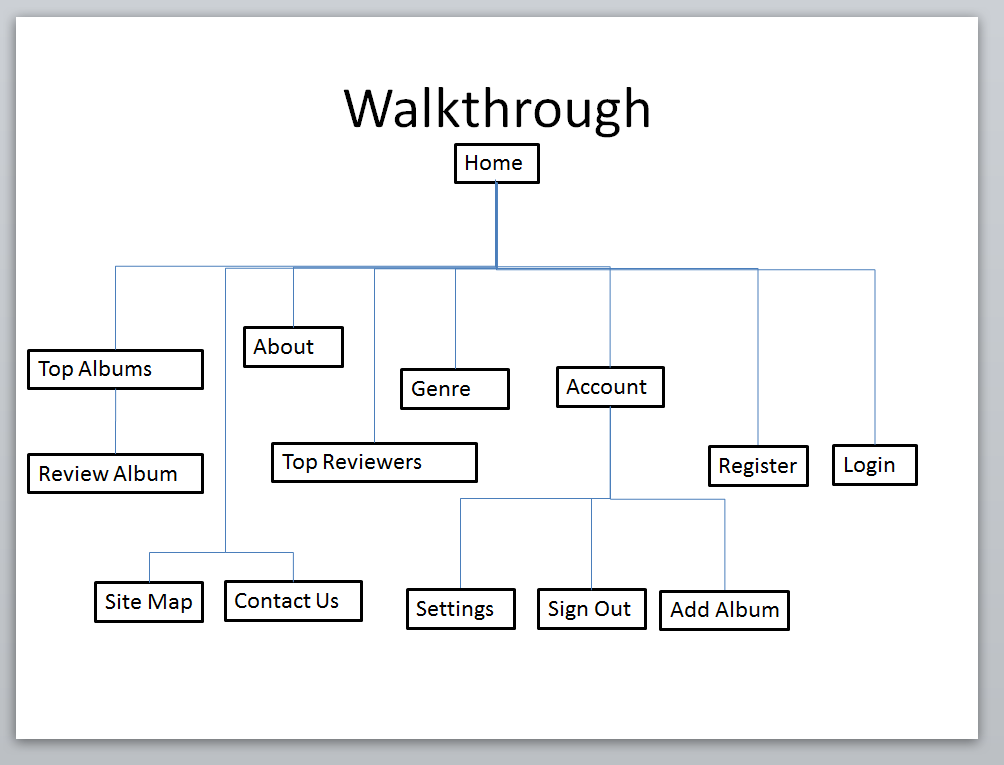 Walkthrough
Home
About
Top Albums
Genre
Account
Top Reviewers
Review Album
Register
Login
Site Map
Contact Us
Settings
Sign Out
Add Album